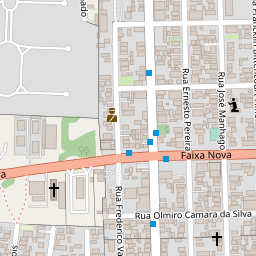 Rua Ernesto Pereira
Rua José Manhago
Faixa Nova
Rua Frederico Va
Rua Olmiro Camara da Silva